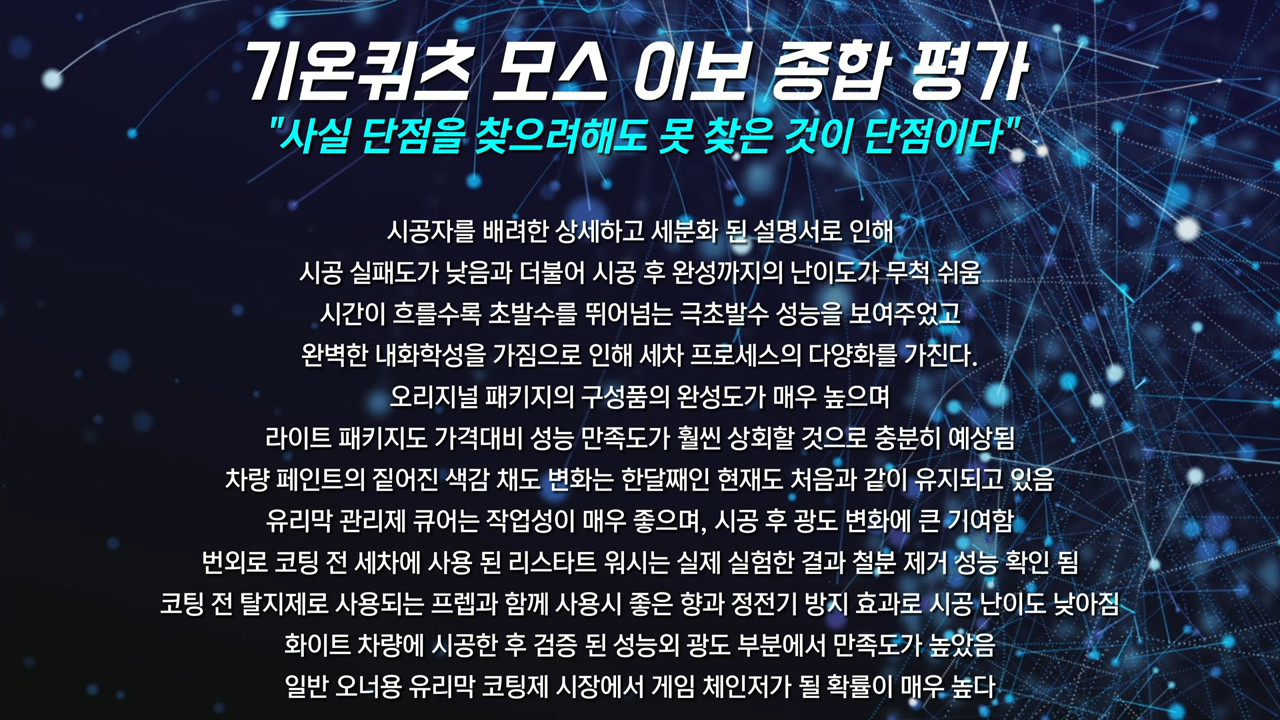 기온쿼츠 모스 이보 종합 평가
"사실 단점을 찾으려해도 못 찾은 것이 단점이다"
시공자를 배려한 상세하고 세분화 된 설명서로 인해
시공 실패도가 낮음과 더불어 시공 후 완성까지의 난이도가 무척 쉬움
시간이 흐를수록 초발수를 뛰어넘는 극초발수 성능을 보여주었고
완벽한 내화학성을 가짐으로 인해 세차 프로세스의 다양화를 가진다.
오리지널 패키지의 구성품의 완성도가 매우 높으며
라이트 패키지도 가격대비 성능 만족도가 훨씬 상회할 것으로 충분히 예상됨
차량 페인트의 짙어진 색감 채도 변화는 한달째인 현재도 처음과 같이 유지되고 있음
유리막 관리제 큐어는 작업성이 매우 좋으며, 시공 후 광도 변화에 큰 기여함
번외로 코팅 전 세차에 사용 된 리스타트 워시는 실제 실험한 결과 철분 제거 성능 확인 됨
코팅 전 탈지제로 사용되는 프렙과 함께 사용시 좋은 향과 정전기 방지 효과로 시공 난이도 낮아짐
화이트 차량에 시공한 후 검증 된 성능외 광도 부분에서 만족도가 높았음
일반 오너용 유리막 코팅제 시장에서 게임 체인저가 될 확률이 매우 높다